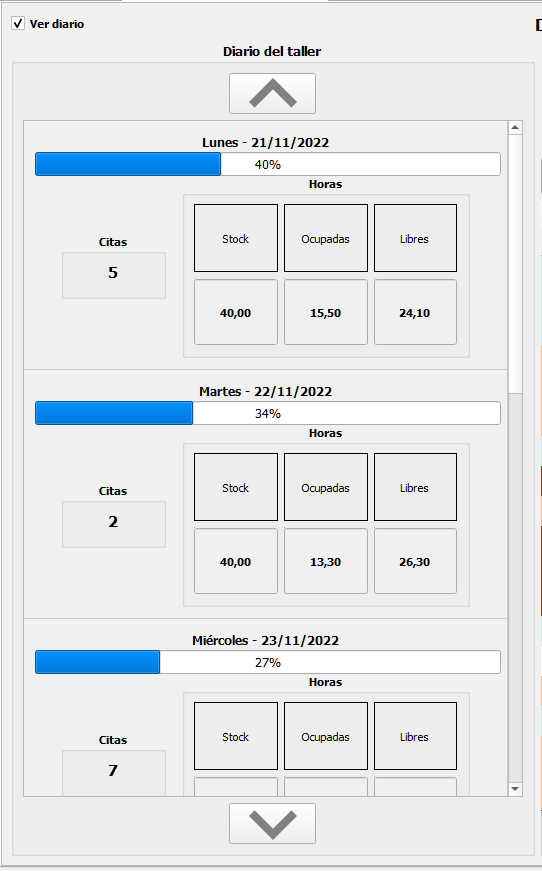 Ver diario
Diario del taller
Lunes - 21/11/2022
40%
Horas
Citas
5
Stock Ocupadas Libres
40,00 15,50 24,10
Martes - 22/11/2022
34%
Horas
Citas
2
Stock Ocupadas Libres
40,00 13,30 26,30
Miércoles - 23/11/2022
27%
Horas
Citas
7
Stock Ocupadas Libres